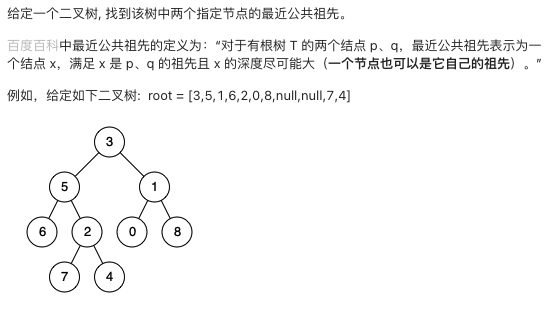 给定一个二叉树, 找到该树中两个指定节点的最近公共祖先。
百度百科中最近公共祖先的定义为：“对于有根树 T 的两个结点 p、q，最近公共祖先表示为一
个结点 x，满足 x 是 p、q 的祖先且 x 的深度尽可能大（一个节点也可以是它自己的祖先）。”
例如，给定如下二叉树:  root = [3,5,1,6,2,0,8,null,null,7,4]
3
5 1
6 2 0 8
7 4